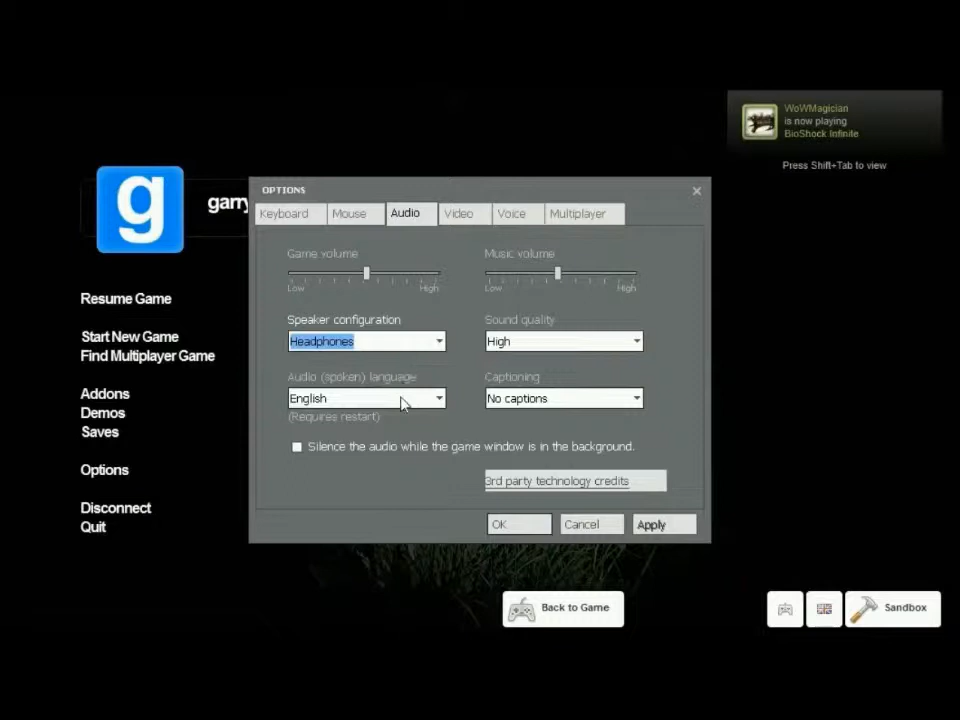 WoWMagician
is now playing
BioShock Infinite
Press Shift+Tab to view
g
garry
OPTIONS
Keyboard Mouse Audio Video Voice Multiplayer
Game volume Music volume
Low High Low High
Speaker configuration Sound quality
Headphones High
Audio (spoken) language Captioning
English No captions
(Requires restart)
Silence the audio while the game window is in the background.
3rd party technology credits
OK Cancel Apply
Resume Game
Start New Game
Find Multiplayer Game
Addons
Demos
Saves
Options
Disconnect
Quit
Back to Game
Sandbox